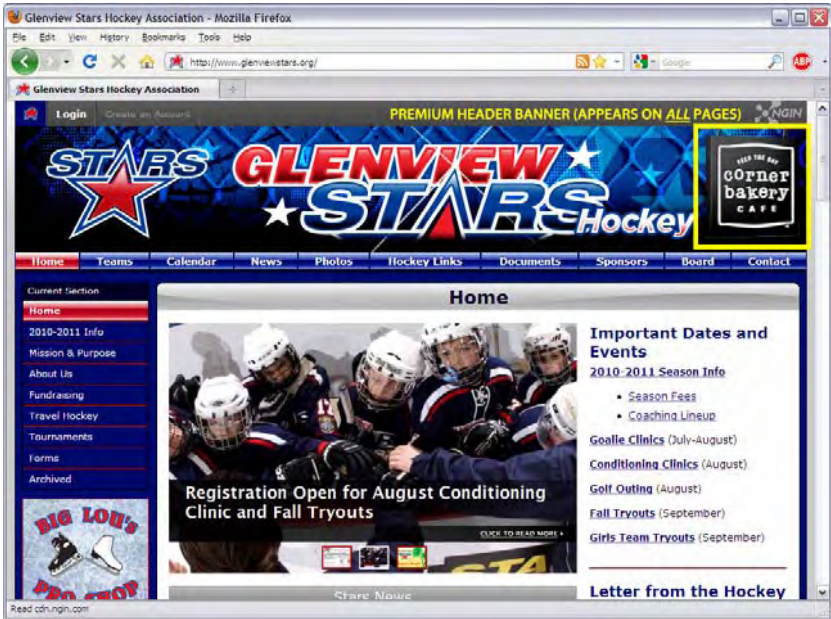 Glenview Stars Hockey Association - Mozilla Firefox
File Edit View History Bookmarks Tools Help
http://www.glenviewstars.org/
Google
ABP
Glenview Stars Hockey Association
Login Create an Account
PREMIUM HEADER BANNER (APPEARS ON ALL PAGES)
NGIN
STARS
GLENVIEW
STARS
Hockey
FEED THE DAY
corner
bakery
CAFE
Home Teams Calendar News Photos Hockey Links Documents Sponsors Board Contact
Current Section
Home
2010-2011 Info
Mission & Purpose
About Us
Fundraising
Travel Hockey
Tournaments
Forms
Archived
BIG LOU'S
PRO SHOP
Home
Registration Open for August Conditioning
Clinic and Fall Tryouts
CLICK TO READ MORE
Stars News
Important Dates and
Events
2010-2011 Season Info
• Season Fees
• Coaching Lineup
Goalie Clinics (July-August)
Conditioning Clinics (August)
Golf Outing (August)
Fall Tryouts (September)
Girls Team Tryouts (September)
Letter from the Hockey
Read cdn.ngin.com